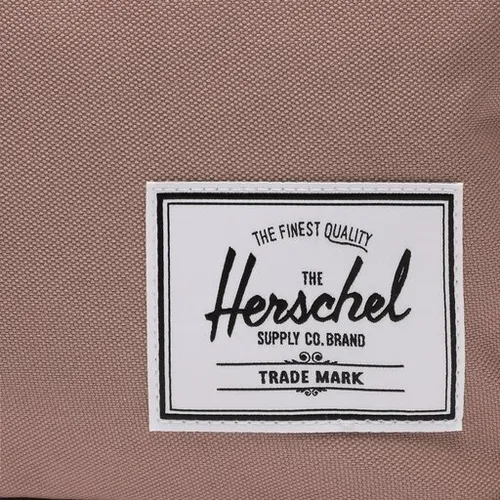 THE FINEST QUALITY
THE
Herschel
SUPPLY CO. BRAND
TRADE MARK